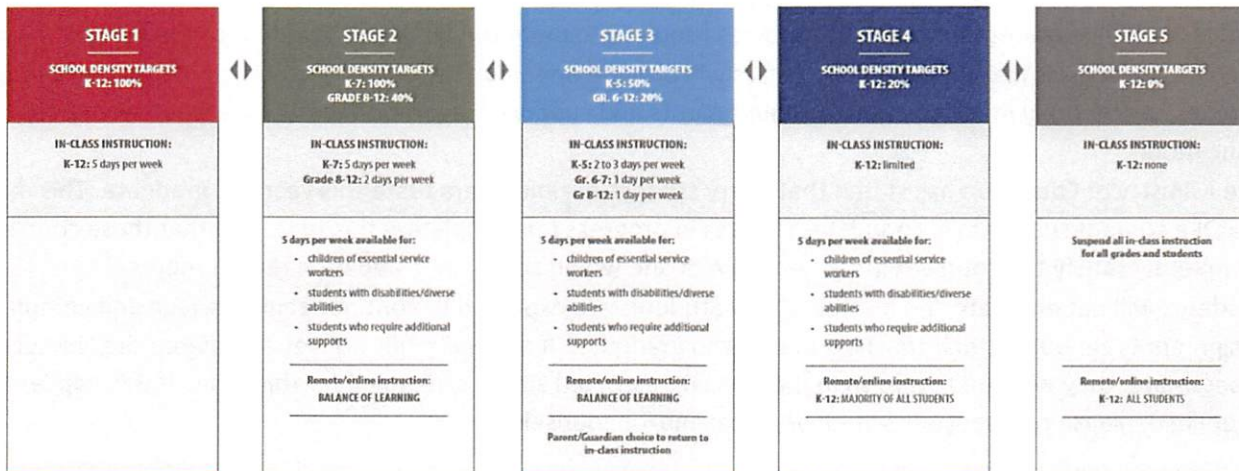 STAGE 1
SCHOOL DENSITY TARGETS
K-12: 100%
IN-CLASS INSTRUCTION:
K-12: 5 days per week
STAGE 2
SCHOOL DENSITY TARGETS
K-7: 100%
GRADE 8-12: 40%
IN-CLASS INSTRUCTION:
K-7: 5 days per week
Grade 8-12: 2 days per week
5 days per week available for:
• children of essential service
workers
• students with disabilities/diverse
abilities
• students who require additional
supports
Remote/online instruction:
BALANCE OF LEARNING
STAGE 3
SCHOOL DENSITY TARGETS
K-5: 50%
GR. 6-12: 20%
IN-CLASS INSTRUCTION:
K-5: 2 to 3 days per week
Gr. 6-7: 1 day per week
Gr 8-12: 1 day per week
5 days per week available for:
• children of essential service
workers
• students with disabilities/diverse
abilities
• students who require additional
supports
Remote/online instruction:
BALANCE OF LEARNING
Parent/Guardian choice to return to
in-class instruction
STAGE 4
SCHOOL DENSITY TARGETS
K-12: 20%
IN-CLASS INSTRUCTION:
K-12: limited
5 days per week available for:
• children of essential service
workers
• students with disabilities/diverse
abilities
• students who require additional
supports
Remote/online instruction:
K-12: MAJORITY OF ALL STUDENTS
STAGE 5
SCHOOL DENSITY TARGETS
K-12: 0%
IN-CLASS INSTRUCTION:
K-12: none
Suspend all in-class instruction
for all grades and students
Remote/online instruction:
K-12: ALL STUDENTS